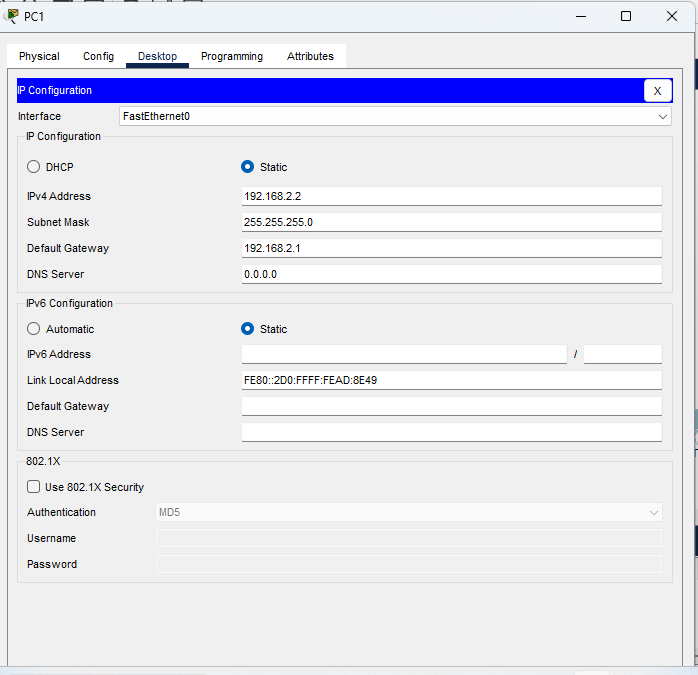 PC1
Physical Config Desktop Programming Attributes
IP Configuration X
Interface FastEthernet0
IP Configuration
DHCP Static
IPv4 Address 192.168.2.2
Subnet Mask 255.255.255.0
Default Gateway 192.168.2.1
DNS Server 0.0.0.0
IPv6 Configuration
Automatic Static
IPv6 Address /
Link Local Address FE80::2D0:FFFF:FEAD:8E49
Default Gateway
DNS Server
802.1X
Use 802.1X Security
Authentication MD5
Username
Password